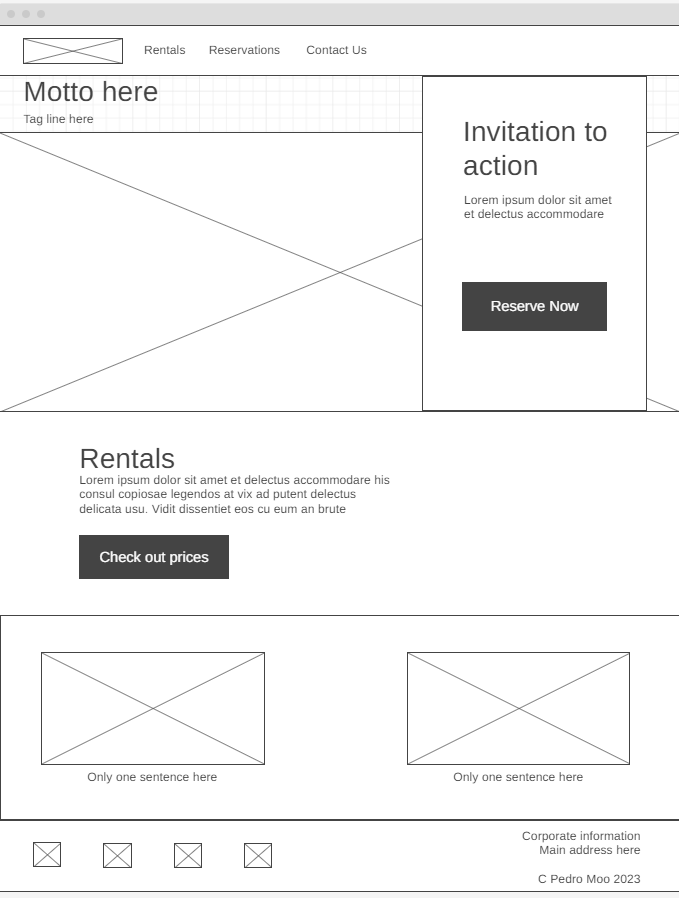 Rentals
Reservations
Contact Us
Motto here
Tag line here
Invitation to
action
Lorem ipsum dolor sit amet
et delectus accommodare
Reserve Now
Rentals
Lorem ipsum dolor sit amet et delectus accommodare his
consul copiosae legendos at vix ad putent delectus
delicata usu. Vidit dissentiet eos cu eum an brute
Check out prices
Only one sentence here
Only one sentence here
Corporate information
Main address here
C Pedro Moo 2023